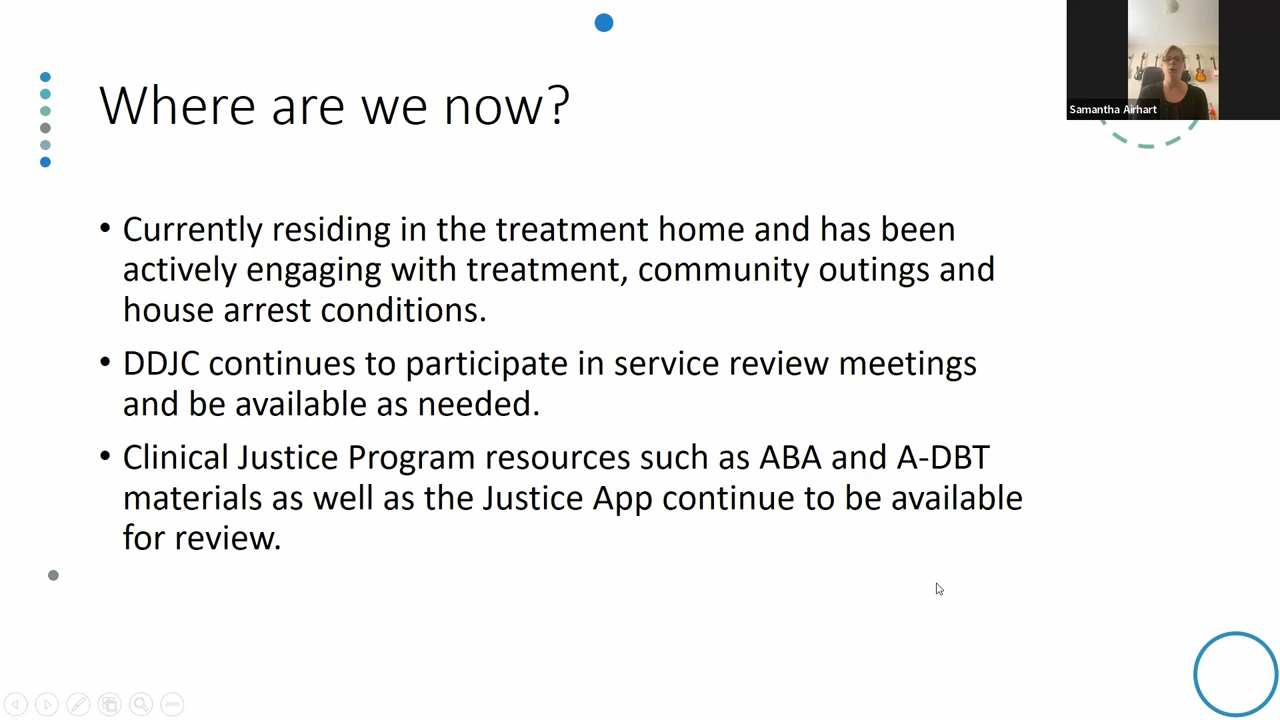 Samantha Airhart
Where are we now?
• Currently residing in the treatment home and has been
actively engaging with treatment, community outings and
house arrest conditions.
• DDJC continues to participate in service review meetings
and be available as needed.
• Clinical Justice Program resources such as ABA and A-DBT
materials as well as the Justice App continue to be available
for review.